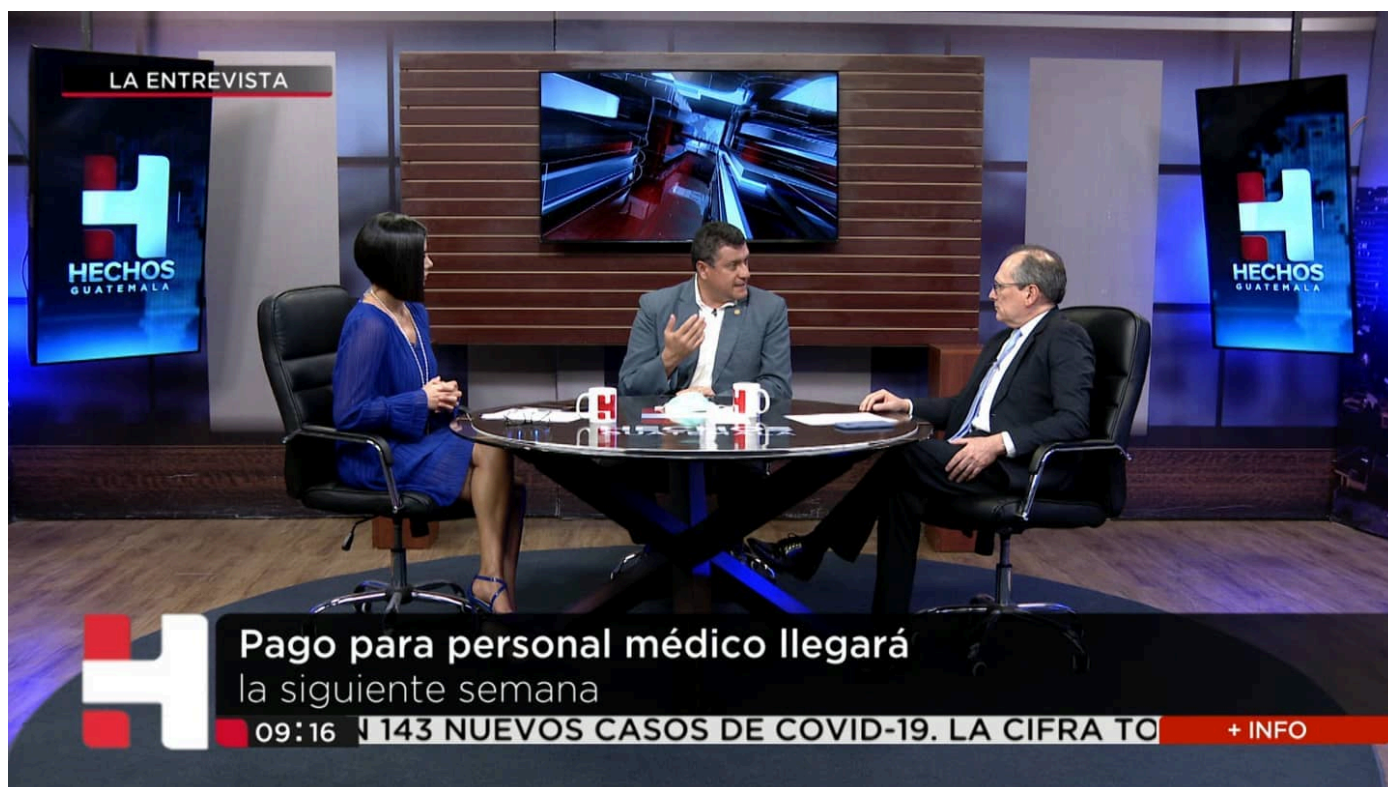 LA ENTREVISTA
HECHOS
GUATEMALA
HECHOS
GUATEMALA
Pago para personal médico llegará
la siguiente semana
09:16
143 NUEVOS CASOS DE COVID-19. LA CIFRA
+ INFO